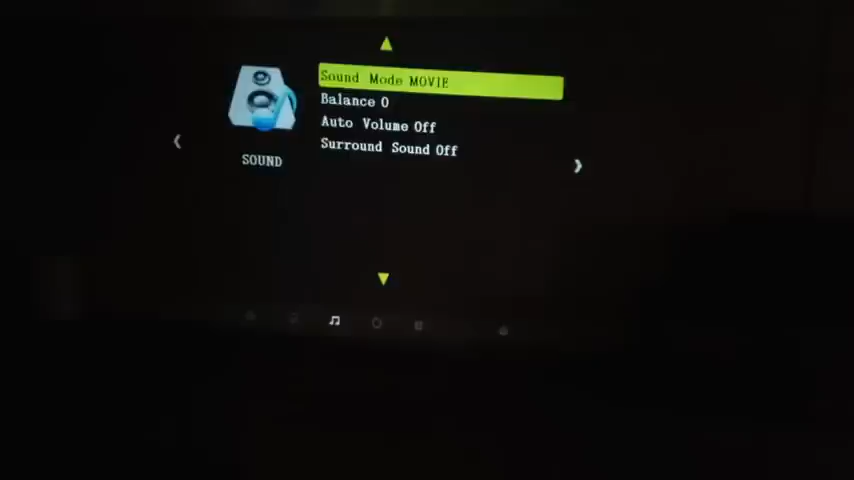 Sound Mode MOVIE
Balance 0
Auto Volume Off
Surround Sound Off
SOUND